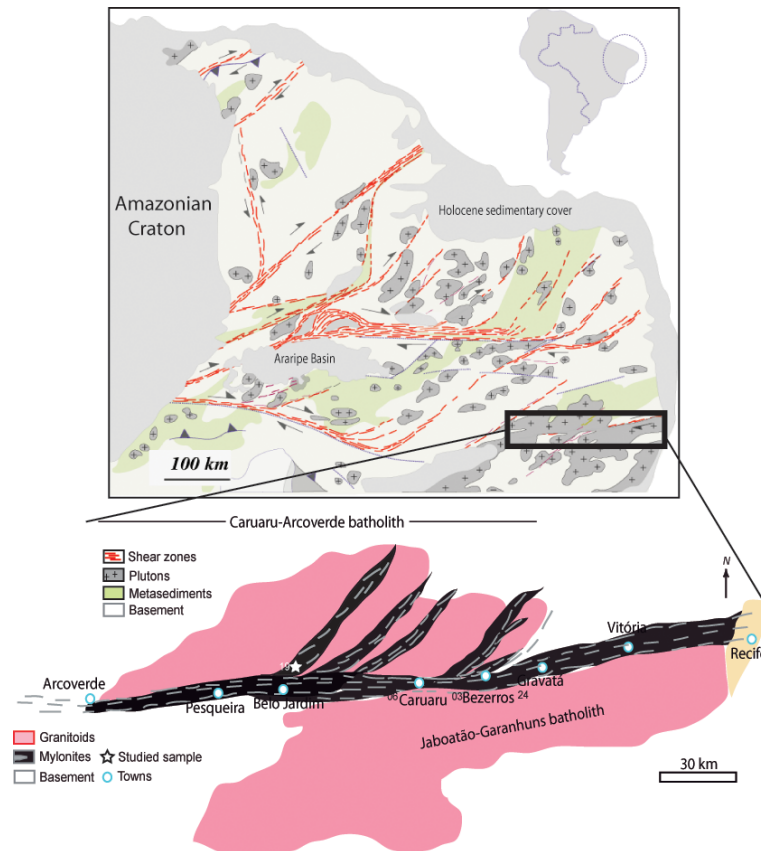 Amazonian
Craton
Holocene sedimentary cover
Araripe Basin
100 km
Caruaru-Arcoverde batholith
Shear zones
Plutons
Metasediments
Basement
N
Vitória
Recife
Arcoverde
19
Pesqueira
Belo Jardim
06
Caruaru
03
Bezerros
24
Gravatá
Jaboatão-Garanhuns batholith
Granitoids
Mylonites
Studied sample
Basement
Towns
30 km